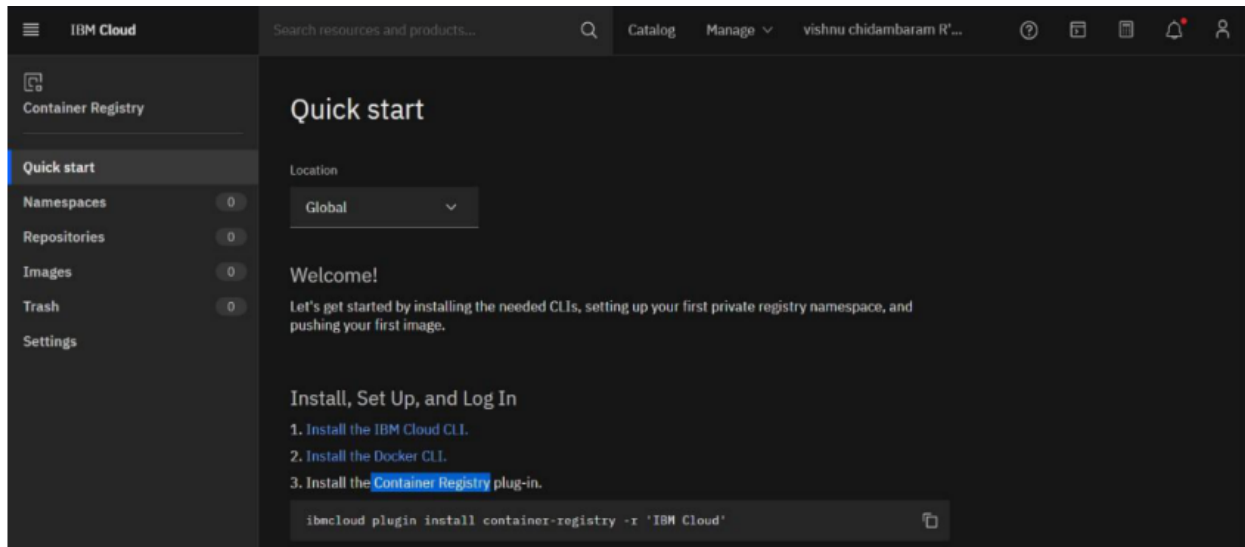 IBM Cloud
Search resources and products...
Catalog
Manage
vishnu chidambaram R'...
Container Registry
Quick start
Namespaces 0
Repositories 0
Images 0
Trash 0
Settings
Quick start
Location
Global
Welcome!
Let's get started by installing the needed CLIs, setting up your first private registry namespace, and
pushing your first image.
Install, Set Up, and Log In
1. Install the IBM Cloud CLI.
2. Install the Docker CLI.
3. Install the Container Registry plug-in.
ibmcloud plugin install container-registry -r 'IBM Cloud'